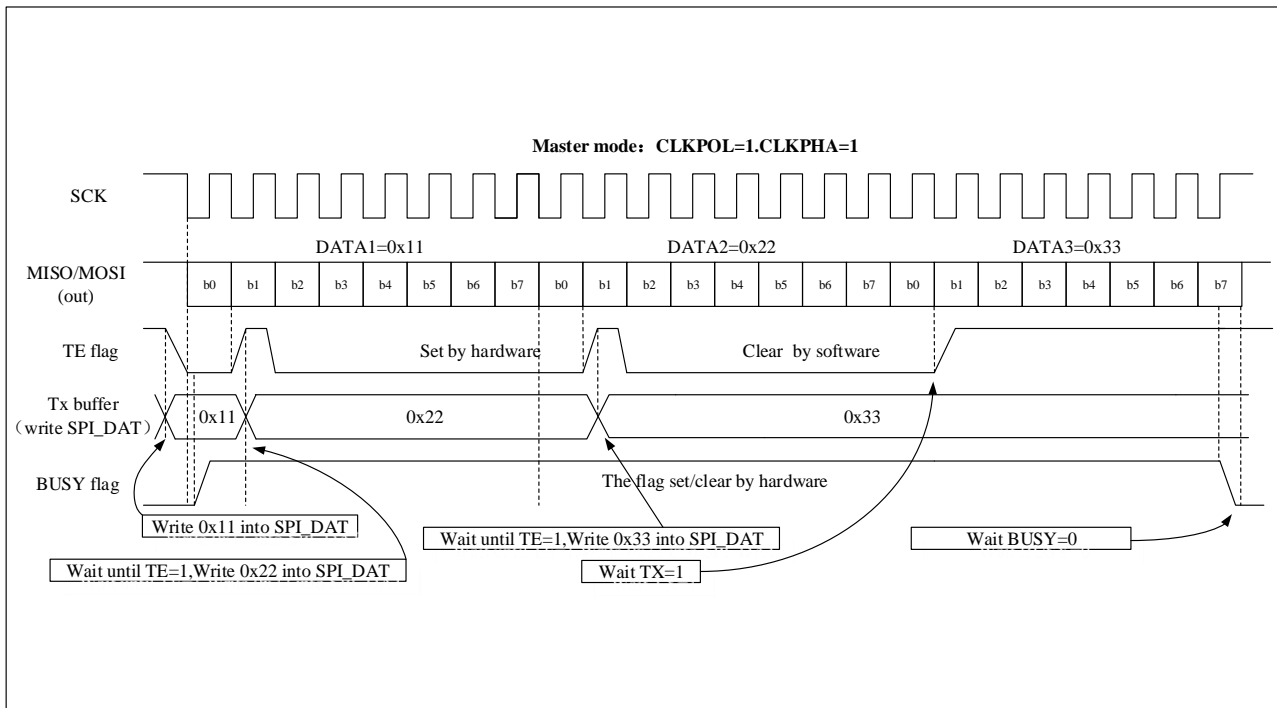 Master mode：CLKPOL=1.CLKPHA=1
SCK
DATA1=0x11 DATA2=0x22 DATA3=0x33
MISO/MOSI
(out)
b0 b1 b2 b3 b4 b5 b6 b7 b0 b1 b2 b3 b4 b5 b6 b7 b0 b1 b2 b3 b4 b5 b6 b7
TE flag Set by hardware Clear by software
Tx buffer
（write SPI_DAT） 0x11 0x22 0x33
BUSY flag The flag set/clear by hardware
Write 0x11 into SPI_DAT
Wait until TE=1,Write 0x33 into SPI_DAT
Wait BUSY=0
Wait until TE=1,Write 0x22 into SPI_DAT
Wait TX=1